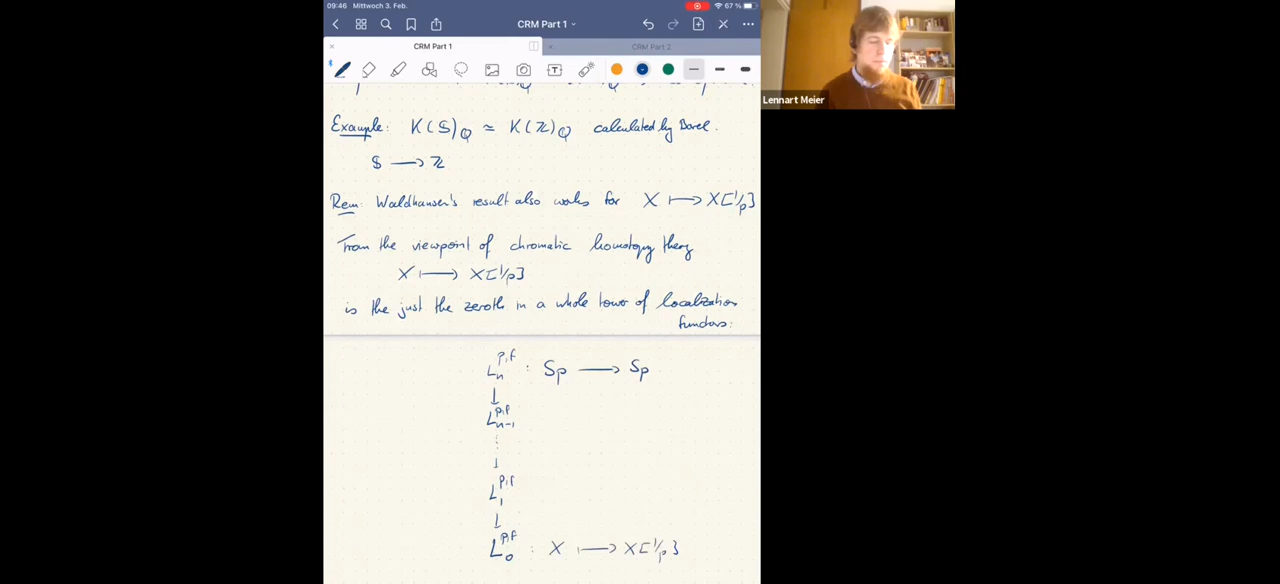 09:46 Mittwoch 3. Feb.
67 %
CRM Part 1
CRM Part 1
CRM Part 2
Lennart Meier
Example: K(𝕊)_ℚ ≃ K(ℤ)_ℚ calculated by Borel.
𝕊 ⟶ ℤ
Rem: Waldhausen's result also works for X ⟼ X[1/p]
From the viewpoint of chromatic homotopy theory
X ⟼ X[1/p]
is the just the zeroth in a whole tower of localization
functors:
L_n^{p,f} : Sp ⟶ Sp
↓
L_{n-1}^{p,f}
⋮
↓
L_1^{p,f}
↓
L_0^{p,f} : X ⟼ X[1/p]